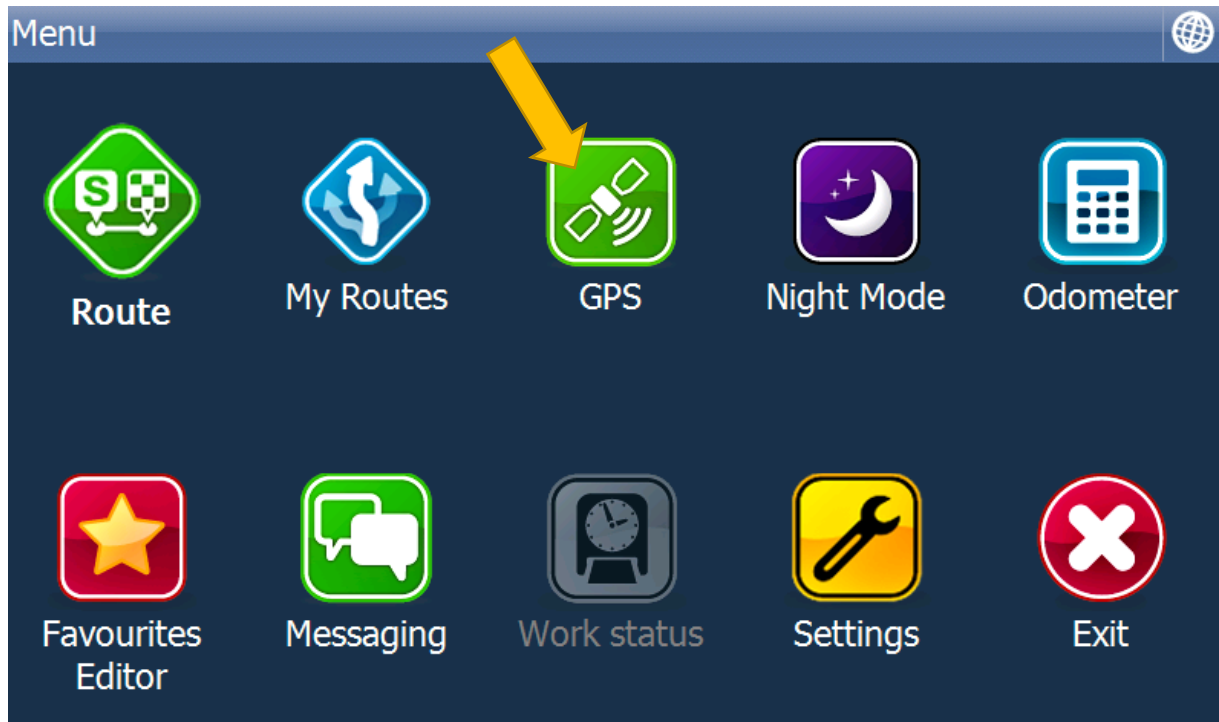 Menu
S
Route
My Routes
GPS
Night Mode
Odometer
Favourites
Editor
Messaging
Work status
Settings
Exit